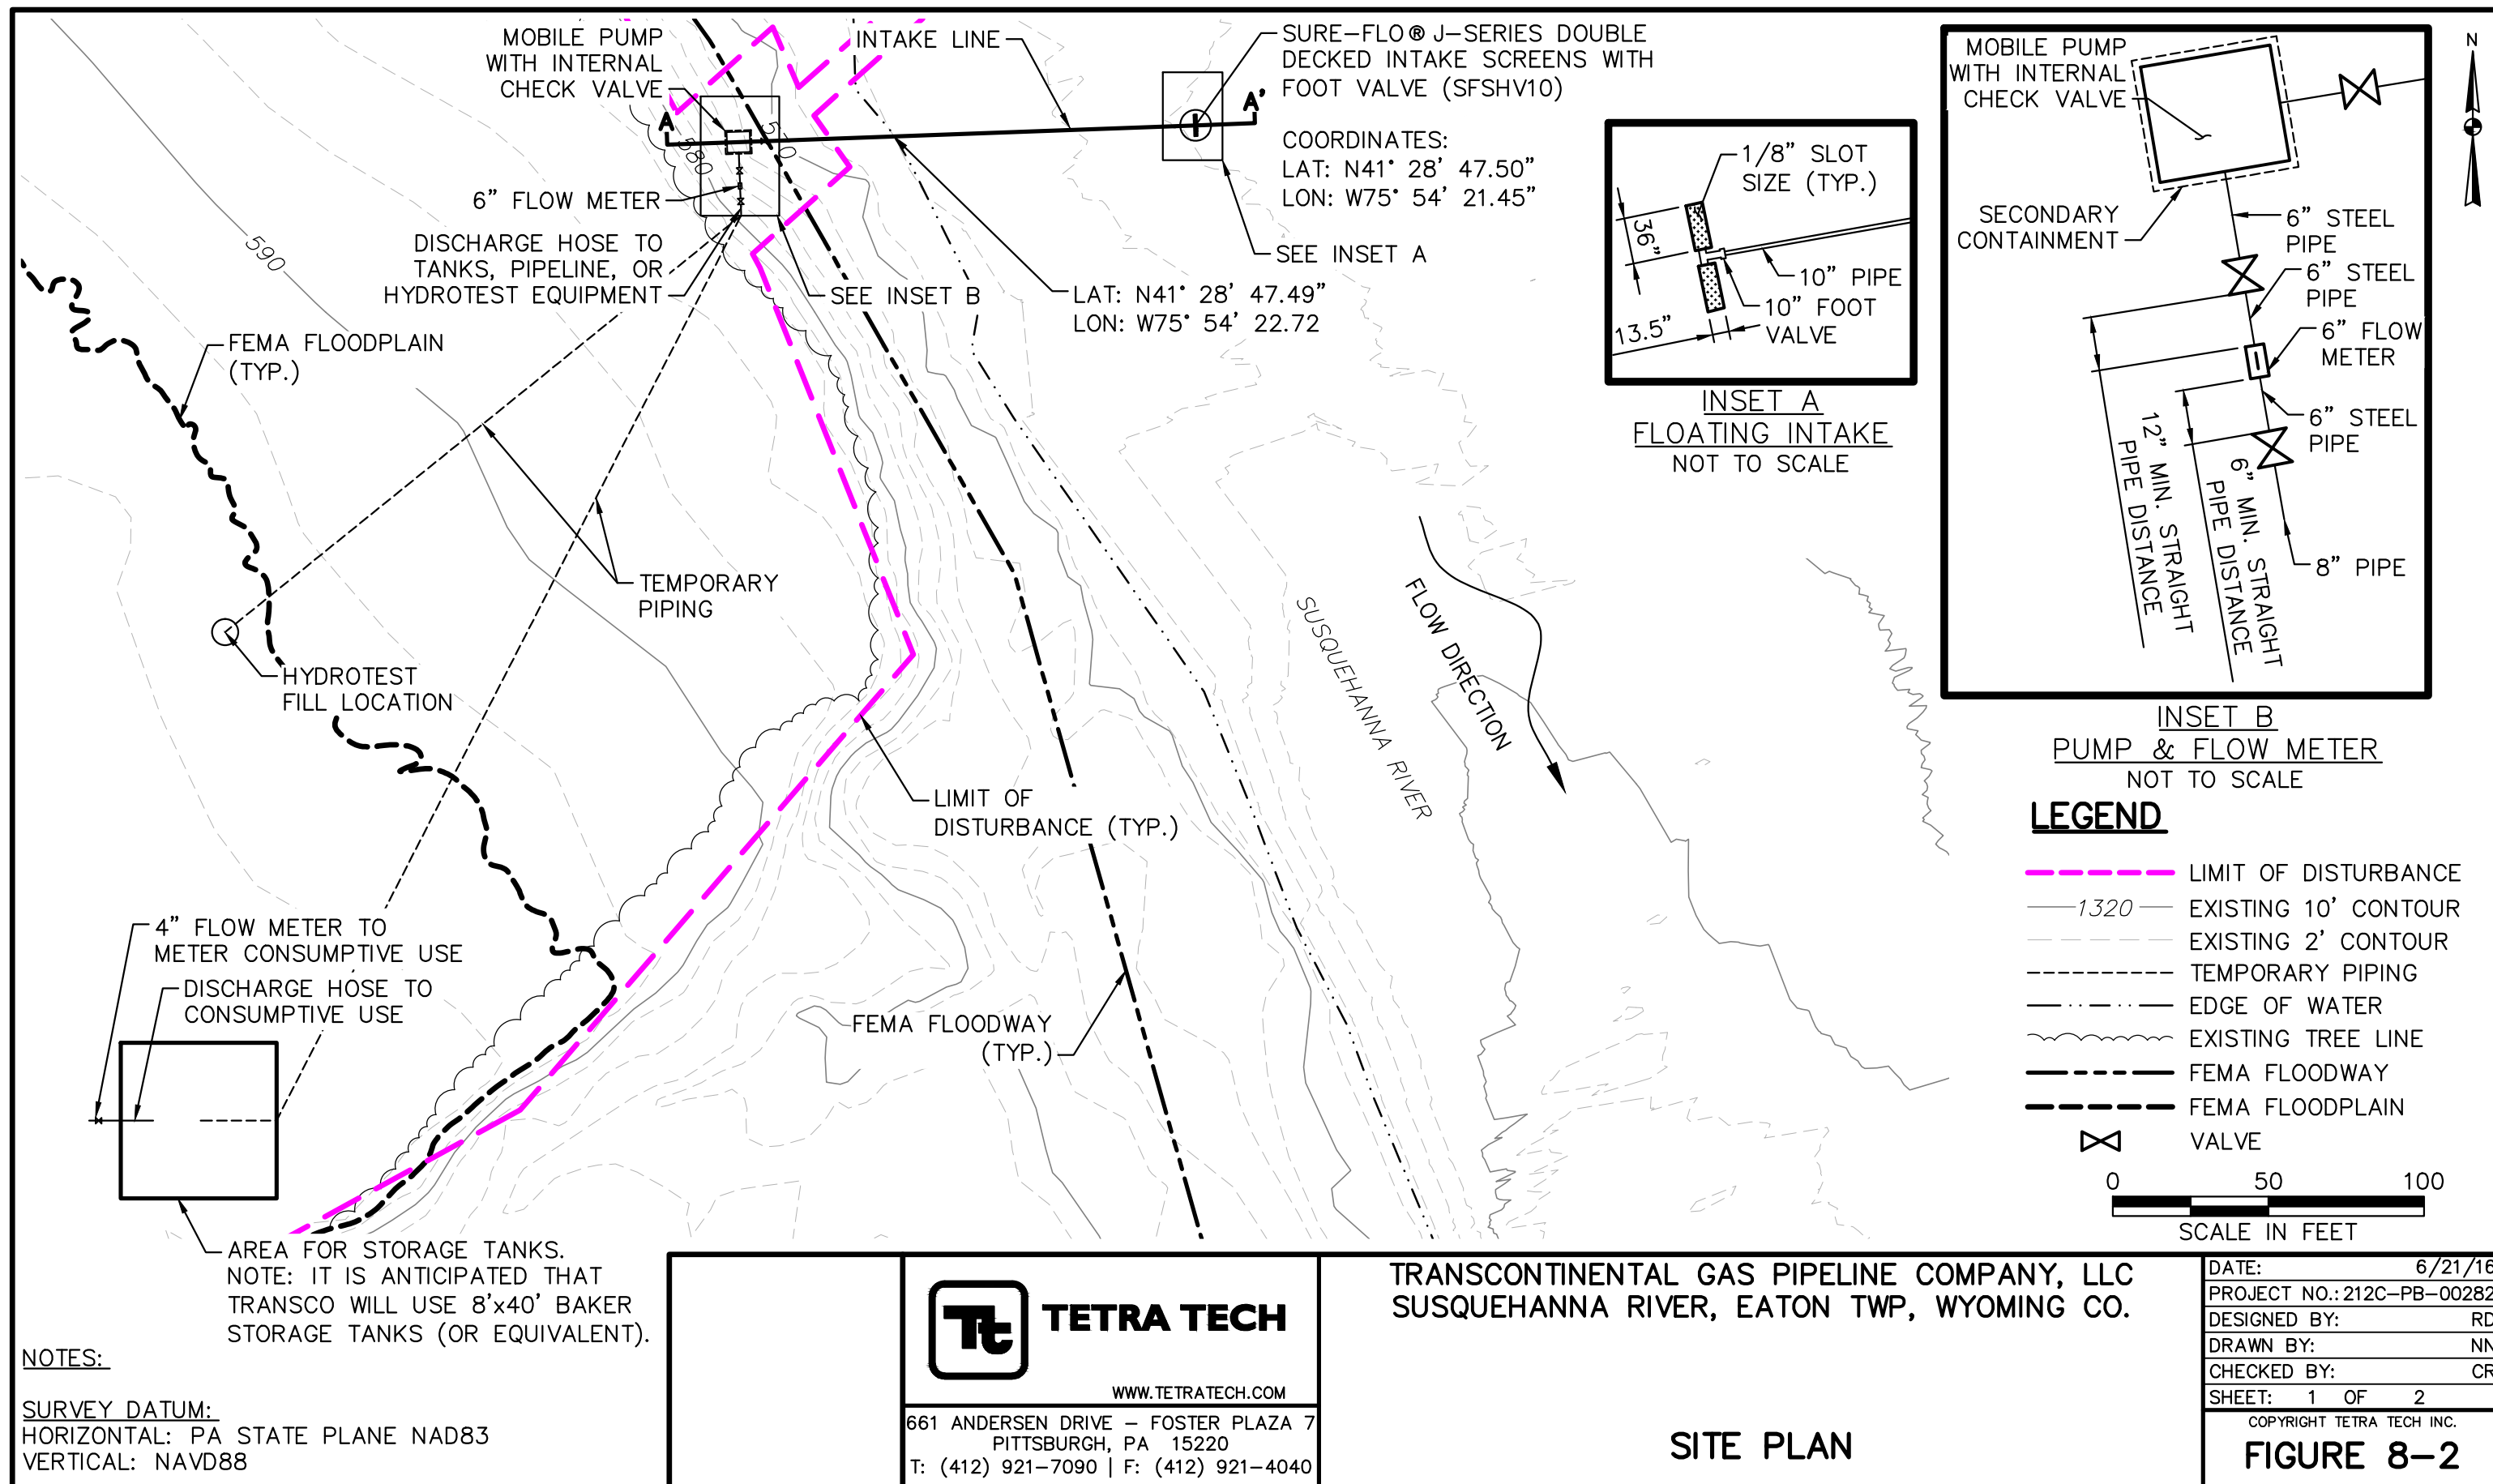 MOBILE PUMP
WITH INTERNAL
CHECK VALVE
INTAKE LINE
SURE-FLO® J-SERIES DOUBLE
DECKED INTAKE SCREENS WITH
FOOT VALVE (SFSHV10)
COORDINATES:
LAT: N41° 28' 47.50"
LON: W75° 54' 21.45"
A
A'
580
590
6" FLOW METER
DISCHARGE HOSE TO
TANKS, PIPELINE, OR
HYDROTEST EQUIPMENT
SEE INSET B
SEE INSET A
LAT: N41° 28' 47.49"
LON: W75° 54' 22.72
FEMA FLOODPLAIN
(TYP.)
TEMPORARY
PIPING
HYDROTEST
FILL LOCATION
LIMIT OF
DISTURBANCE (TYP.)
FEMA FLOODWAY
(TYP.)
SUSQUEHANNA RIVER
FLOW DIRECTION
4" FLOW METER TO
METER CONSUMPTIVE USE
DISCHARGE HOSE TO
CONSUMPTIVE USE
AREA FOR STORAGE TANKS.
NOTE: IT IS ANTICIPATED THAT
TRANSCO WILL USE 8'x40' BAKER
STORAGE TANKS (OR EQUIVALENT).
1/8" SLOT
SIZE (TYP.)
36"
10" PIPE
10" FOOT
VALVE
13.5"
INSET A
FLOATING INTAKE
NOT TO SCALE
MOBILE PUMP
WITH INTERNAL
CHECK VALVE
SECONDARY
CONTAINMENT
6" STEEL
PIPE
6" STEEL
PIPE
6" FLOW
METER
6" STEEL
PIPE
8" PIPE
12" MIN. STRAIGHT
PIPE DISTANCE
6" MIN. STRAIGHT
PIPE DISTANCE
INSET B
PUMP & FLOW METER
NOT TO SCALE
N
LEGEND
LIMIT OF DISTURBANCE
1320 EXISTING 10' CONTOUR
EXISTING 2' CONTOUR
TEMPORARY PIPING
EDGE OF WATER
EXISTING TREE LINE
FEMA FLOODWAY
FEMA FLOODPLAIN
VALVE
0 50 100
SCALE IN FEET
NOTES:
SURVEY DATUM:
HORIZONTAL: PA STATE PLANE NAD83
VERTICAL: NAVD88
Tt TETRA TECH
WWW.TETRATECH.COM
661 ANDERSEN DRIVE – FOSTER PLAZA 7
PITTSBURGH, PA 15220
T: (412) 921-7090 | F: (412) 921-4040
TRANSCONTINENTAL GAS PIPELINE COMPANY, LLC
SUSQUEHANNA RIVER, EATON TWP, WYOMING CO.
SITE PLAN
DATE: 6/21/16
PROJECT NO.: 212C-PB-00282
DESIGNED BY: RD
DRAWN BY: NN
CHECKED BY: CR
SHEET: 1 OF 2
COPYRIGHT TETRA TECH INC.
FIGURE 8-2